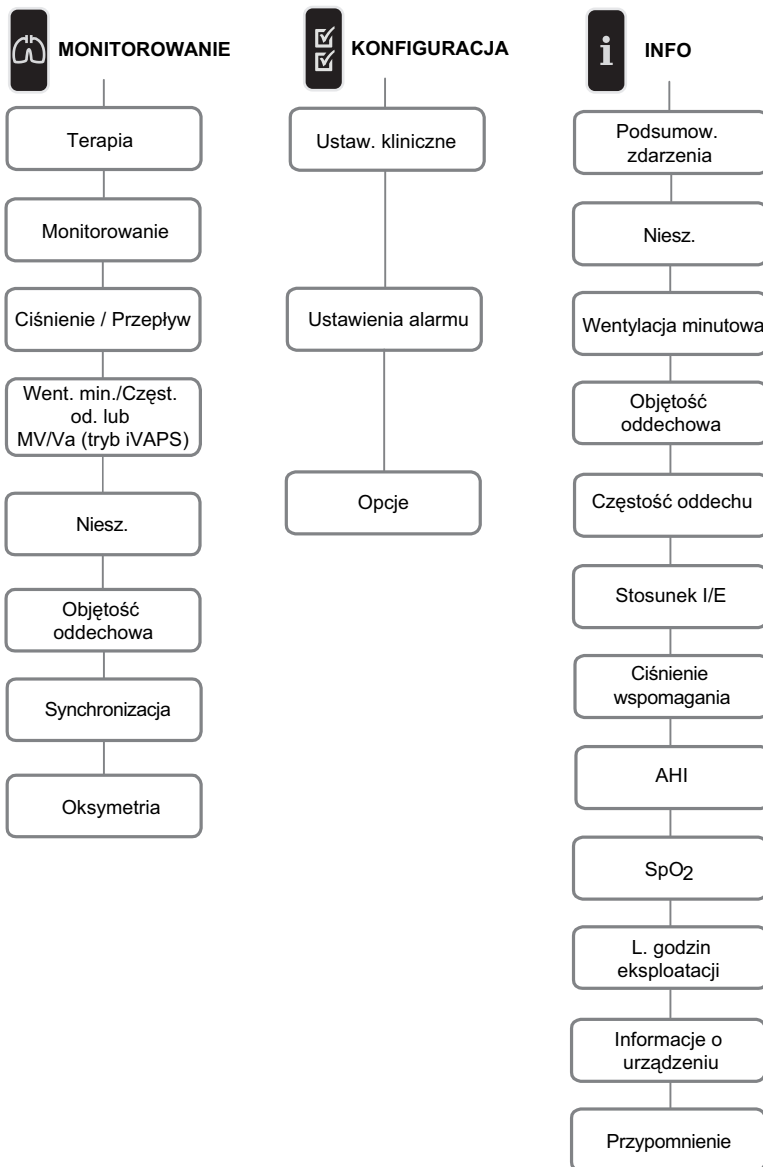 MONITOROWANIE
Terapia
Monitorowanie
Ciśnienie / Przepływ
Went. min./Częst.
od. lub
MV/Va (tryb iVAPS)
Niesz.
Objętość
oddechowa
Synchronizacja
Oksymetria
KONFIGURACJA
Ustaw. kliniczne
Ustawienia alarmu
Opcje
i
INFO
Podsumow.
zdarzenia
Niesz.
Wentylacja minutowa
Objętość
oddechowa
Częstość oddechu
Stosunek I/E
Ciśnienie
wspomagania
AHI
SpO2
L. godzin
eksploatacji
Informacje o
urządzeniu
Przypomnienie